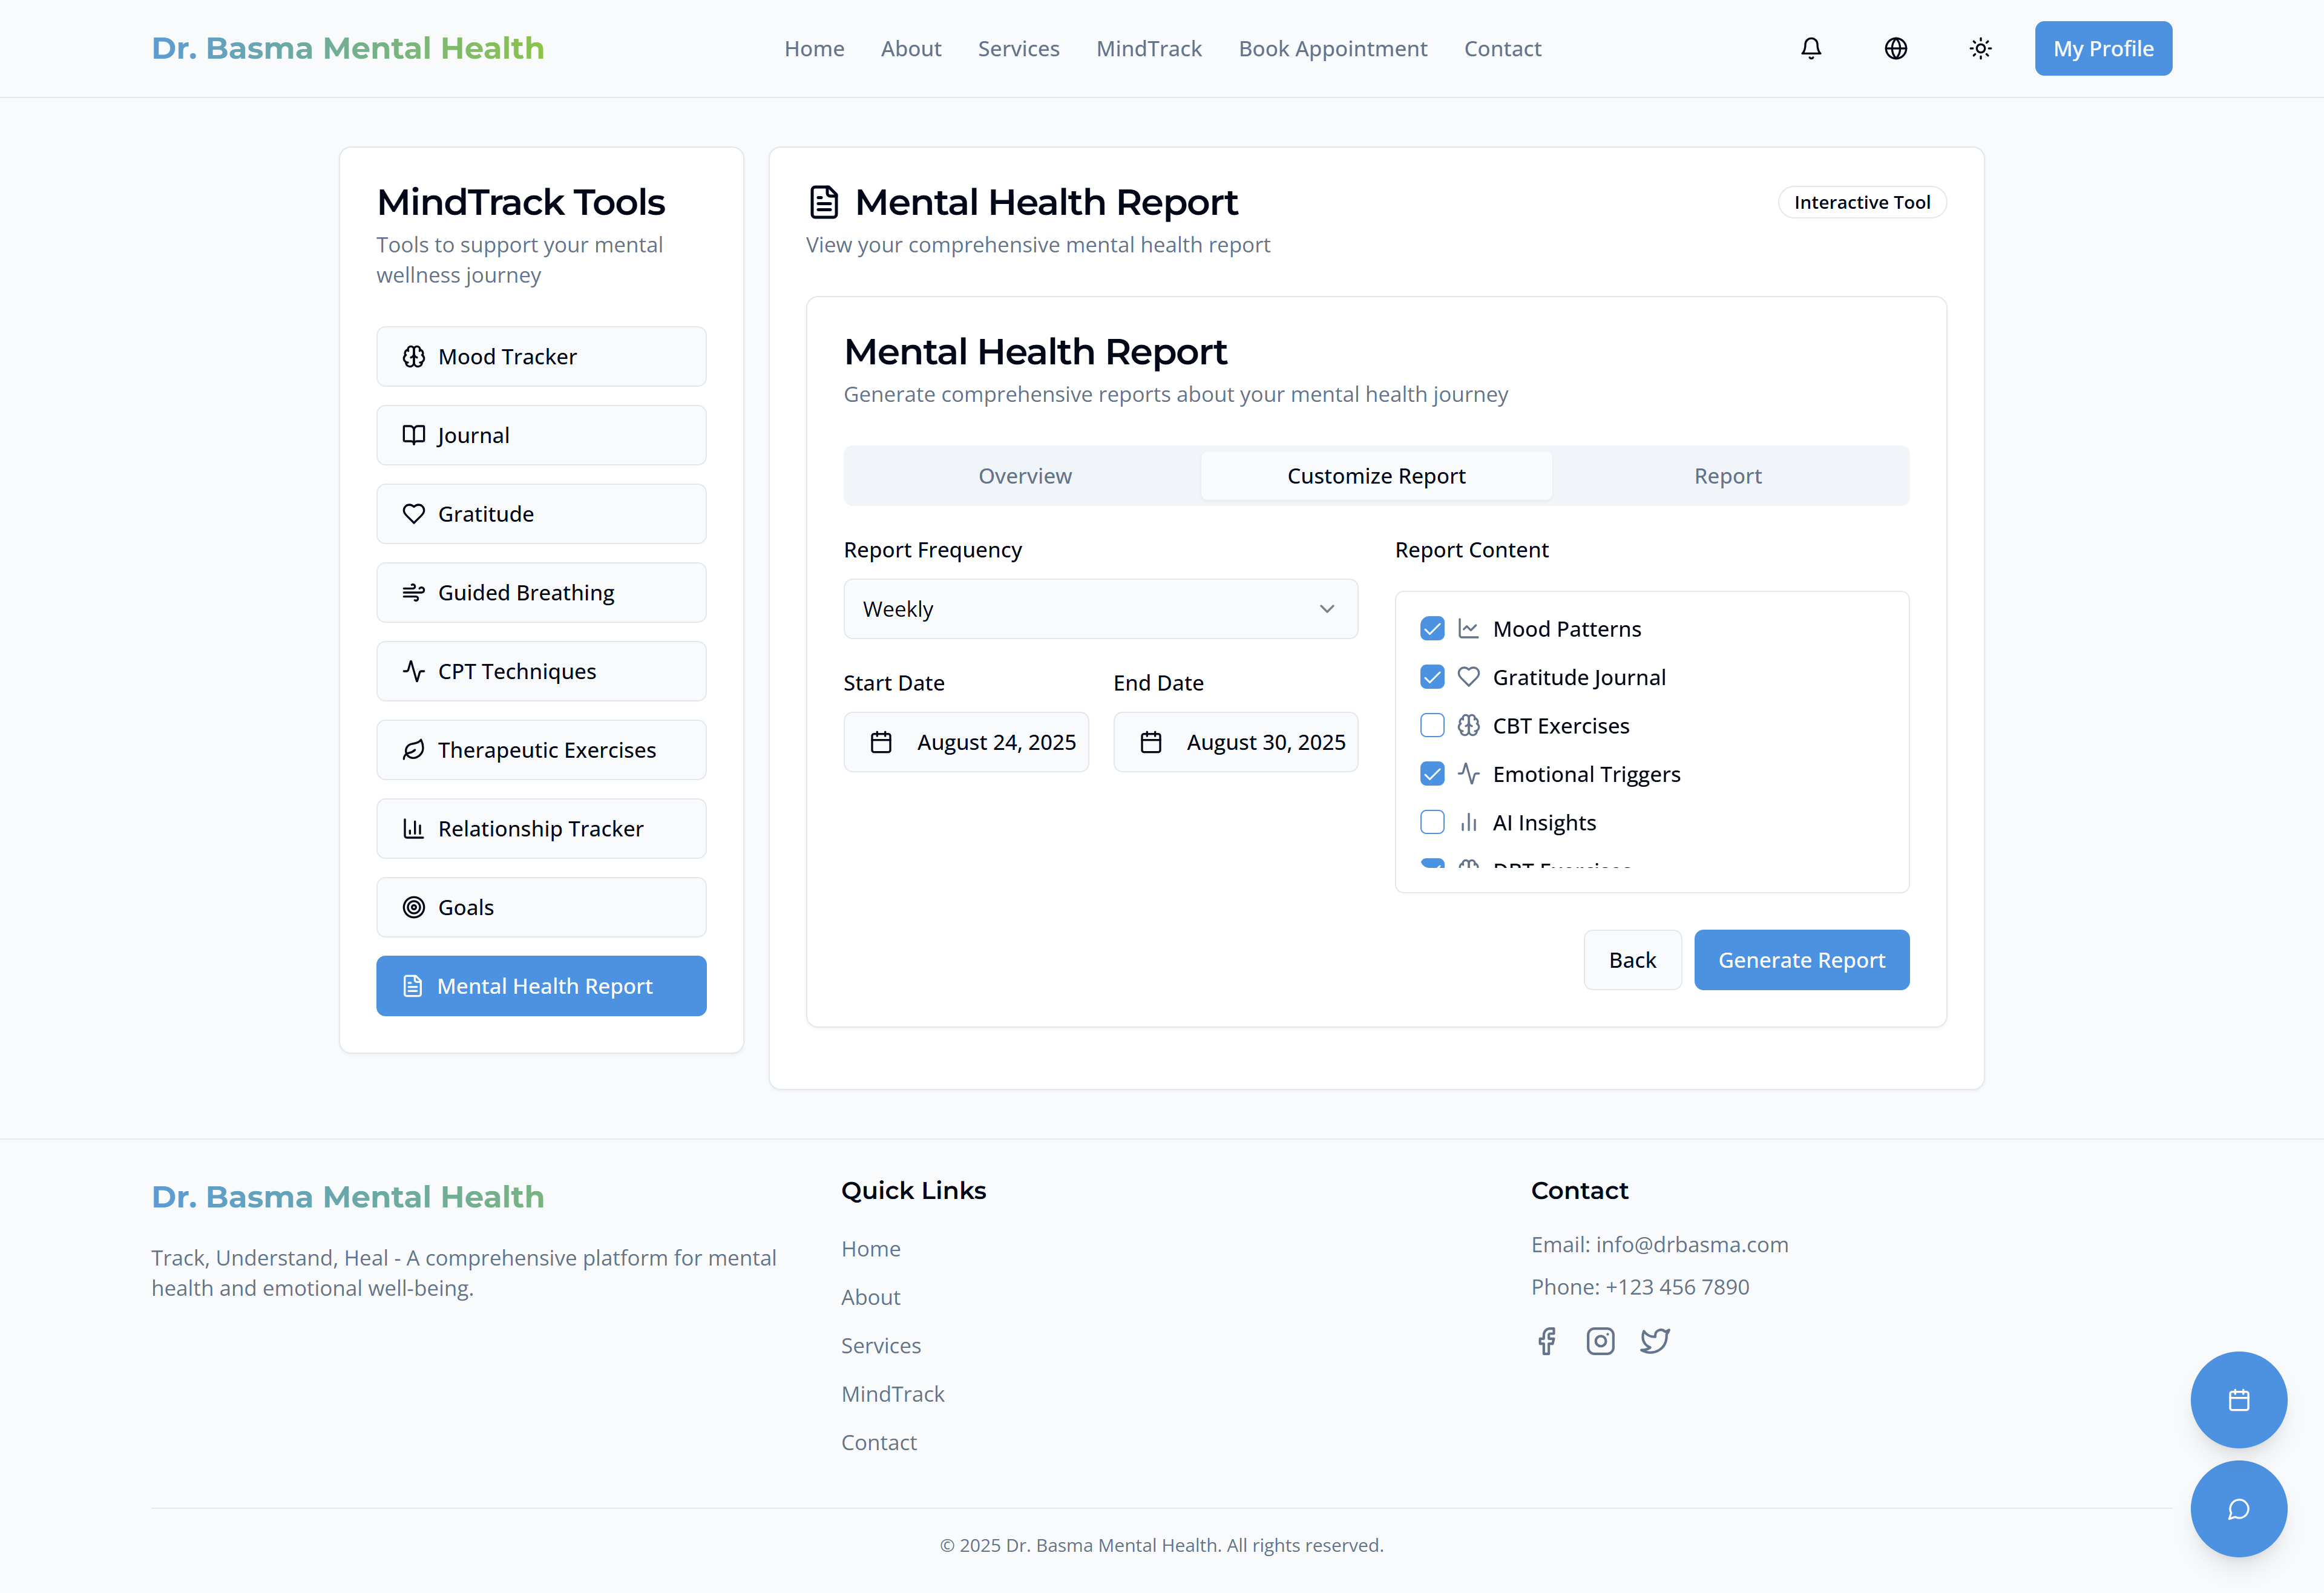 Dr. Basma Mental Health
Home
About
Services
MindTrack
Book Appointment
Contact
My Profile
MindTrack Tools
Tools to support your mental
wellness journey
Mood Tracker
Journal
Gratitude
Guided Breathing
CPT Techniques
Therapeutic Exercises
Relationship Tracker
Goals
Mental Health Report
Mental Health Report
Interactive Tool
View your comprehensive mental health report
Mental Health Report
Generate comprehensive reports about your mental health journey
Overview
Customize Report
Report
Report Frequency
Weekly
Start Date
End Date
August 24, 2025
August 30, 2025
Report Content
Mood Patterns
Gratitude Journal
CBT Exercises
Emotional Triggers
AI Insights
DBT Exercises
Back
Generate Report
Dr. Basma Mental Health
Track, Understand, Heal - A comprehensive platform for mental
health and emotional well-being.
Quick Links
Home
About
Services
MindTrack
Contact
Contact
Email: info@drbasma.com
Phone: +123 456 7890
© 2025 Dr. Basma Mental Health. All rights reserved.